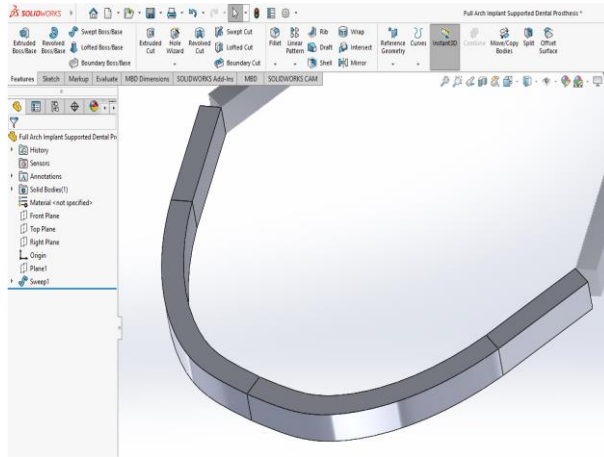 SOLIDWORKS
Full Arch Implant Supported Dental Prosthesis *
Extruded Boss/Base
Revolved Boss/Base
Swept Boss/Base
Lofted Boss/Base
Boundary Boss/Base
Extruded Cut
Hole Wizard
Revolved Cut
Swept Cut
Lofted Cut
Boundary Cut
Fillet
Linear Pattern
Rib
Draft
Shell
Wrap
Intersect
Mirror
Reference Geometry
Curves
Instant3D
Combine
Move/Copy Bodies
Split
Offset Surface
Features Sketch Markup Evaluate MBD Dimensions SOLIDWORKS Add-Ins MBD SOLIDWORKS CAM
Full Arch Implant Supported Dental Pr
History
Sensors
Annotations
Solid Bodies(1)
Material <not specified>
Front Plane
Top Plane
Right Plane
Origin
Plane1
Sweep1